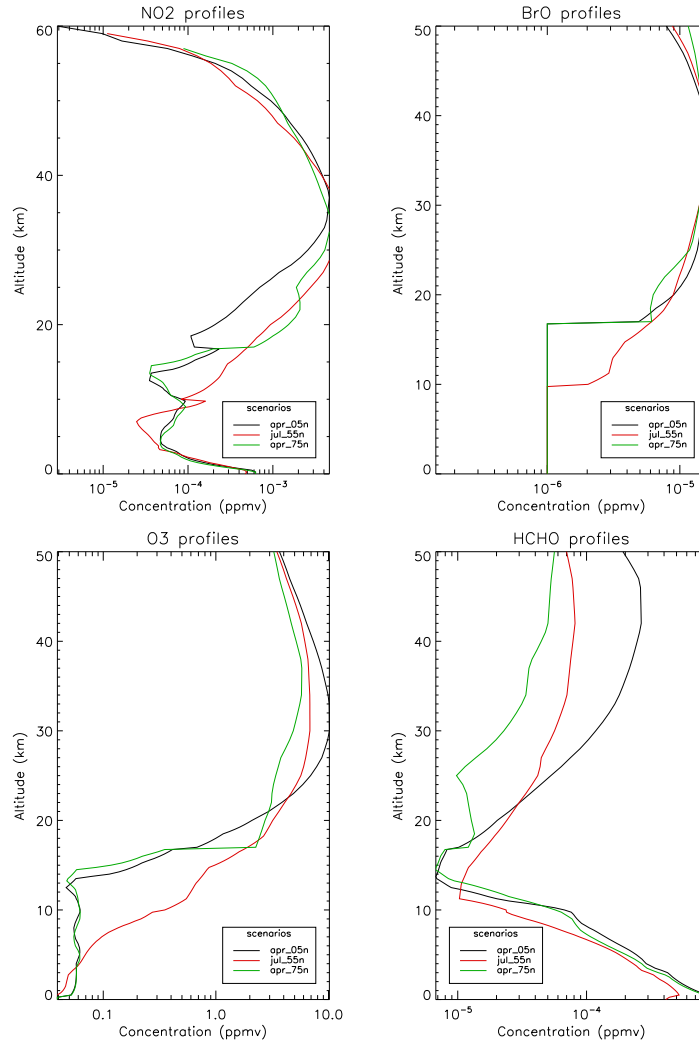 NO2 profiles
60
40
20
0
Altitude (km)
10⁻⁵
10⁻⁴
10⁻³
Concentration (ppmv)
scenarios
apr_05n
jul_55n
apr_75n
BrO profiles
50
40
30
20
10
0
Altitude (km)
10⁻⁶
10⁻⁵
Concentration (ppmv)
scenarios
apr_05n
jul_55n
apr_75n
O3 profiles
50
40
30
20
10
0
Altitude (km)
0.1
1.0
10.0
Concentration (ppmv)
scenarios
apr_05n
jul_55n
apr_75n
HCHO profiles
50
40
30
20
10
0
Altitude (km)
10⁻⁵
10⁻⁴
Concentration (ppmv)
scenarios
apr_05n
jul_55n
apr_75n